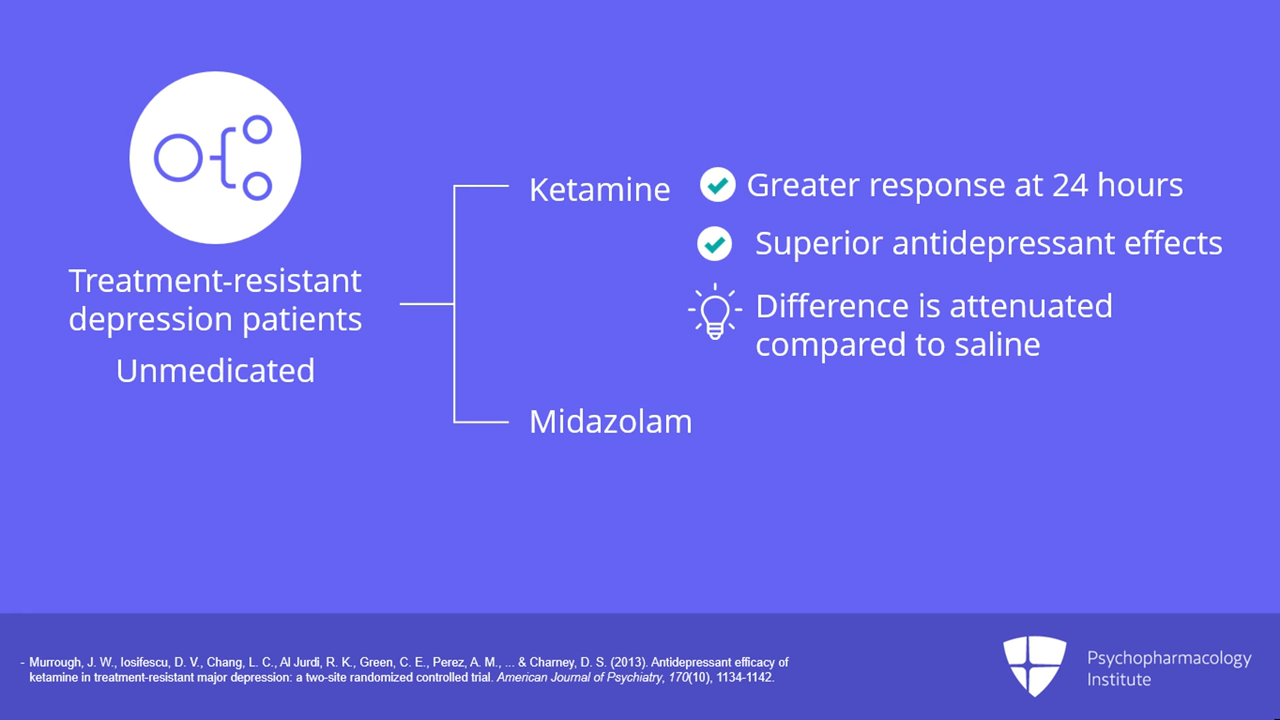 Treatment-resistant
depression patients
Unmedicated
Ketamine
Greater response at 24 hours
Superior antidepressant effects
Difference is attenuated
compared to saline
Midazolam
- Murrough, J. W., Iosifescu, D. V., Chang, L. C., Al Jurdi, R. K., Green, C. E., Perez, A. M., ... & Charney, D. S. (2013). Antidepressant efficacy of
ketamine in treatment-resistant major depression: a two-site randomized controlled trial. American Journal of Psychiatry, 170(10), 1134-1142.
Psychopharmacology
Institute